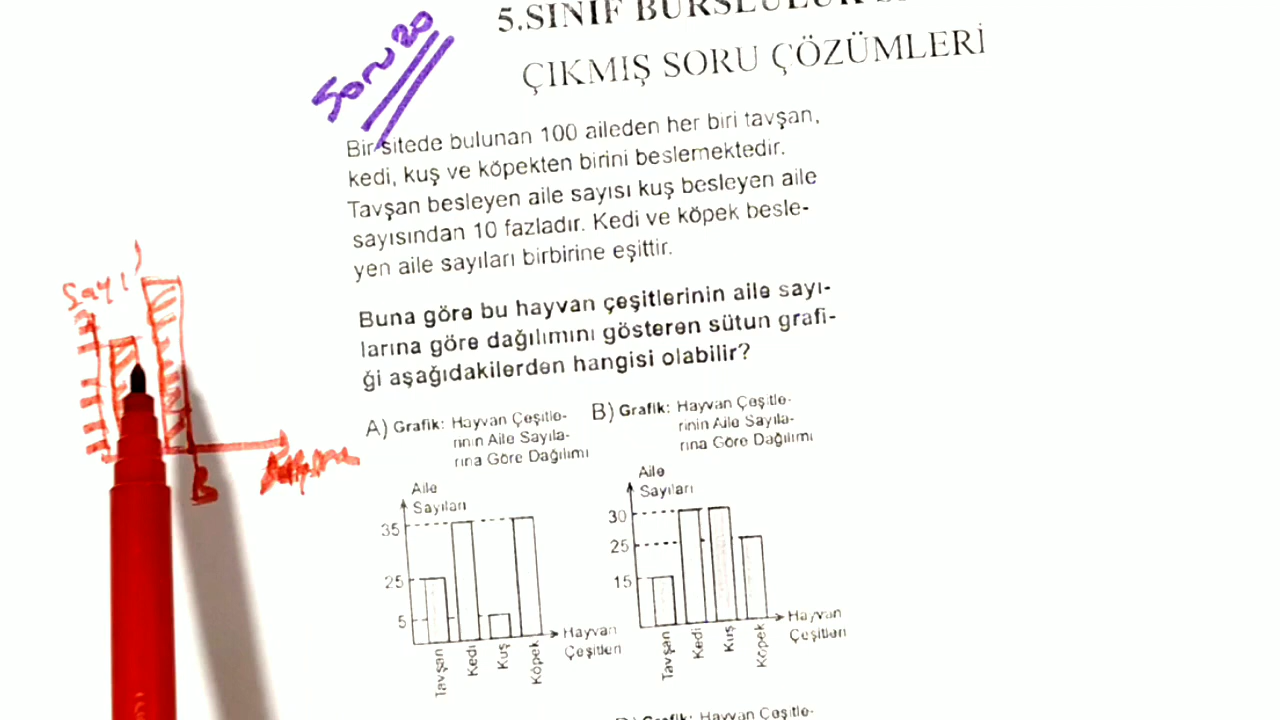 5.SINIF BURSLULUK
ÇIKMIŞ SORU ÇÖZÜMLERİ
Soru 20
Bir sitede bulunan 100 aileden her biri tavşan,
kedi, kuş ve köpekten birini beslemektedir.
Tavşan besleyen aile sayısı kuş besleyen aile
sayısından 10 fazladır. Kedi ve köpek besle-
yen aile sayıları birbirine eşittir.
Buna göre bu hayvan çeşitlerinin aile sayı-
larına göre dağılımını gösteren sütun grafi-
ği aşağıdakilerden hangisi olabilir?
Sayı
A) Grafik: Hayvan Çeşitle-
rinin Aile Sayıla-
rına Göre Dağılımı
Aile
Sayıları
35
25
5
Tavşan
Kedi
Kuş
Köpek
Hayvan
Çeşitleri
B) Grafik: Hayvan Çeşitle-
rinin Aile Sayıla-
rına Göre Dağılımı
Aile
Sayıları
30
25
15
Tavşan
Kedi
Kuş
Köpek
Hayvan
Çeşitleri
Grafik: Hayvan Çeşitle-